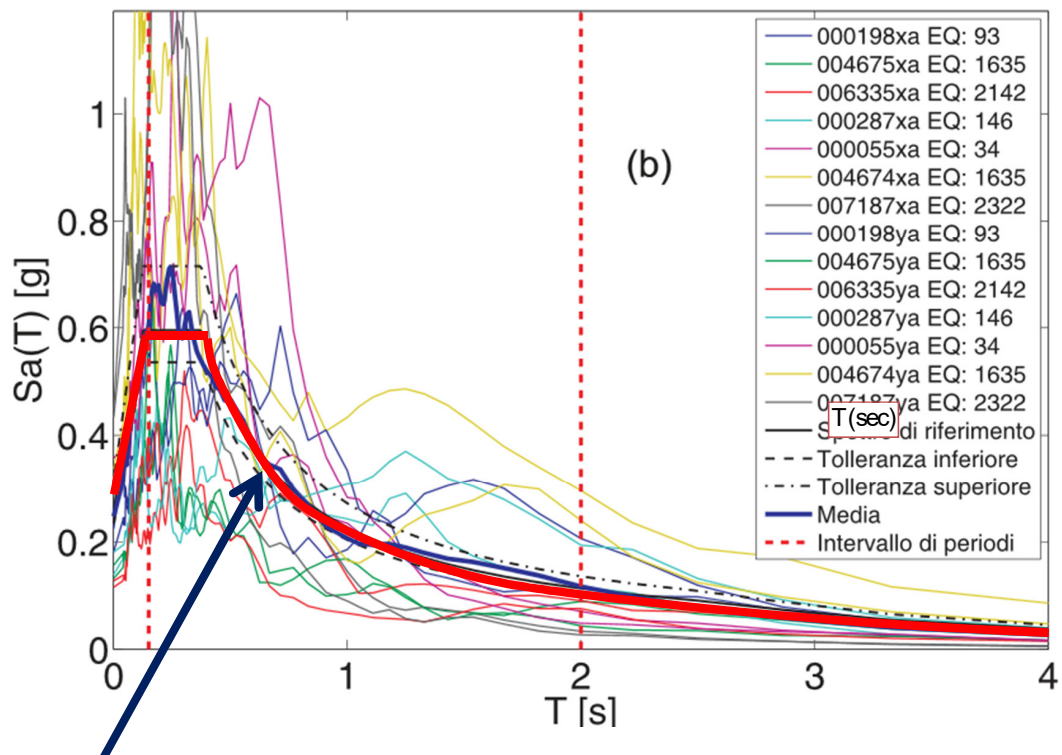 000198xa EQ: 93
004675xa EQ: 1635
006335xa EQ: 2142
000287xa EQ: 146
000055xa EQ: 34
004674xa EQ: 1635
007187xa EQ: 2322
000198ya EQ: 93
004675ya EQ: 1635
006335ya EQ: 2142
000287ya EQ: 146
000055ya EQ: 34
004674ya EQ: 1635
EQ: 2322
T(sec)
di riferimento
Tolleranza inferiore
Tolleranza superiore
Media
Intervallo di periodi
(b)
Sa(T) [g]
1
0.8
0.6
0.4
0.2
0
0 1 2 3 4
T [s]